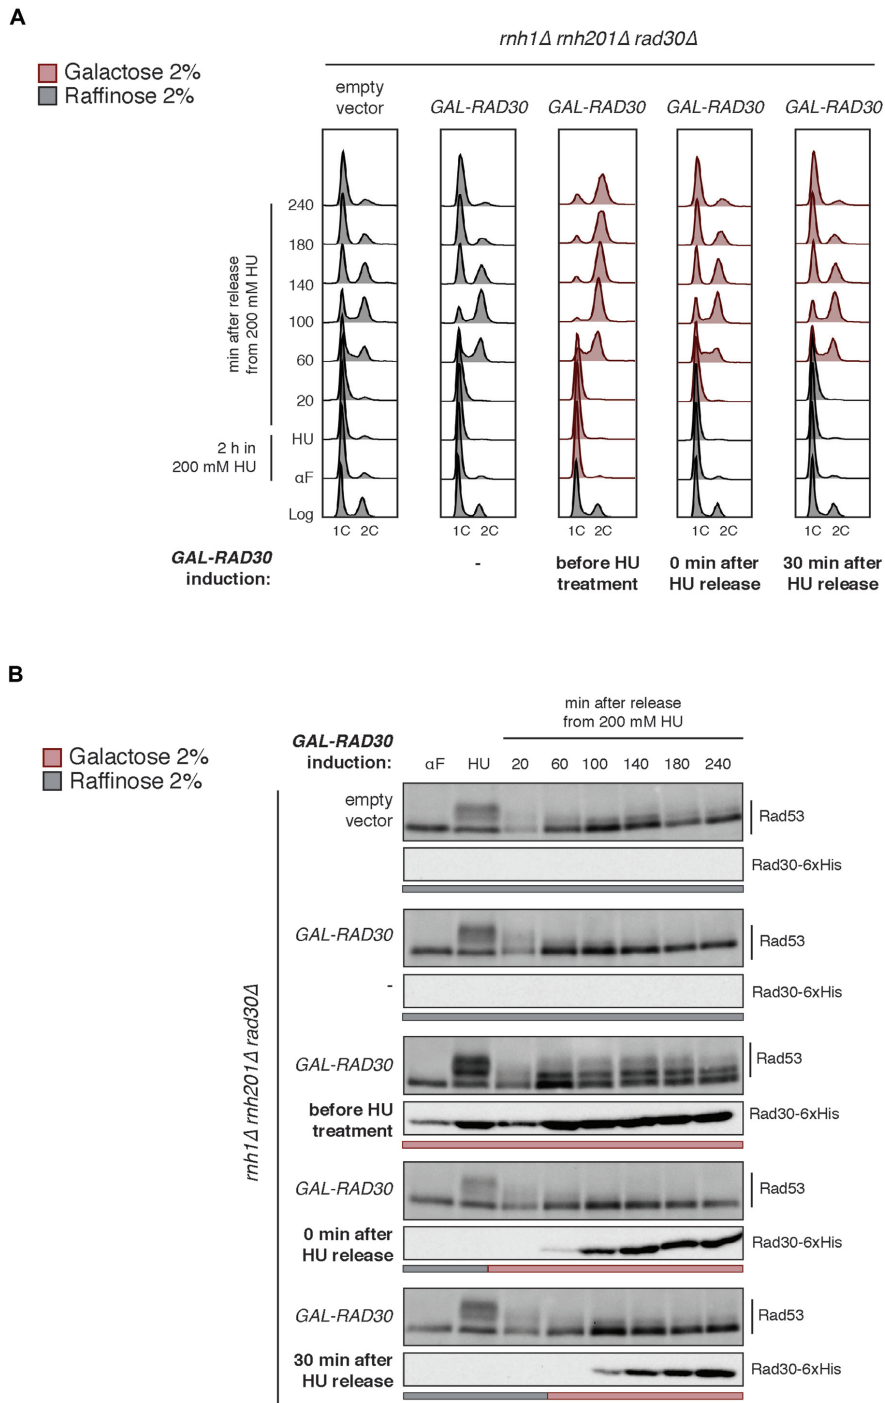 A
rnh1Δ rnh201Δ rad30Δ
Galactose 2%
Raffinose 2%
empty
vector
GAL-RAD30
GAL-RAD30
GAL-RAD30
GAL-RAD30
min after release
from 200 mM HU
240
180
140
100
60
20
2 h in
200 mM HU
HU
αF
Log
1C 2C
1C 2C
1C 2C
1C 2C
1C 2C
GAL-RAD30
induction:
-
before HU
treatment
0 min after
HU release
30 min after
HU release
B
min after release
from 200 mM HU
Galactose 2%
Raffinose 2%
GAL-RAD30
induction:
αF HU 20 60 100 140 180 240
rnh1Δ rnh201Δ rad30Δ
empty
vector
Rad53
Rad30-6xHis
GAL-RAD30
Rad53
-
Rad30-6xHis
GAL-RAD30
Rad53
before HU
treatment
Rad30-6xHis
GAL-RAD30
Rad53
0 min after
HU release
Rad30-6xHis
GAL-RAD30
Rad53
30 min after
HU release
Rad30-6xHis